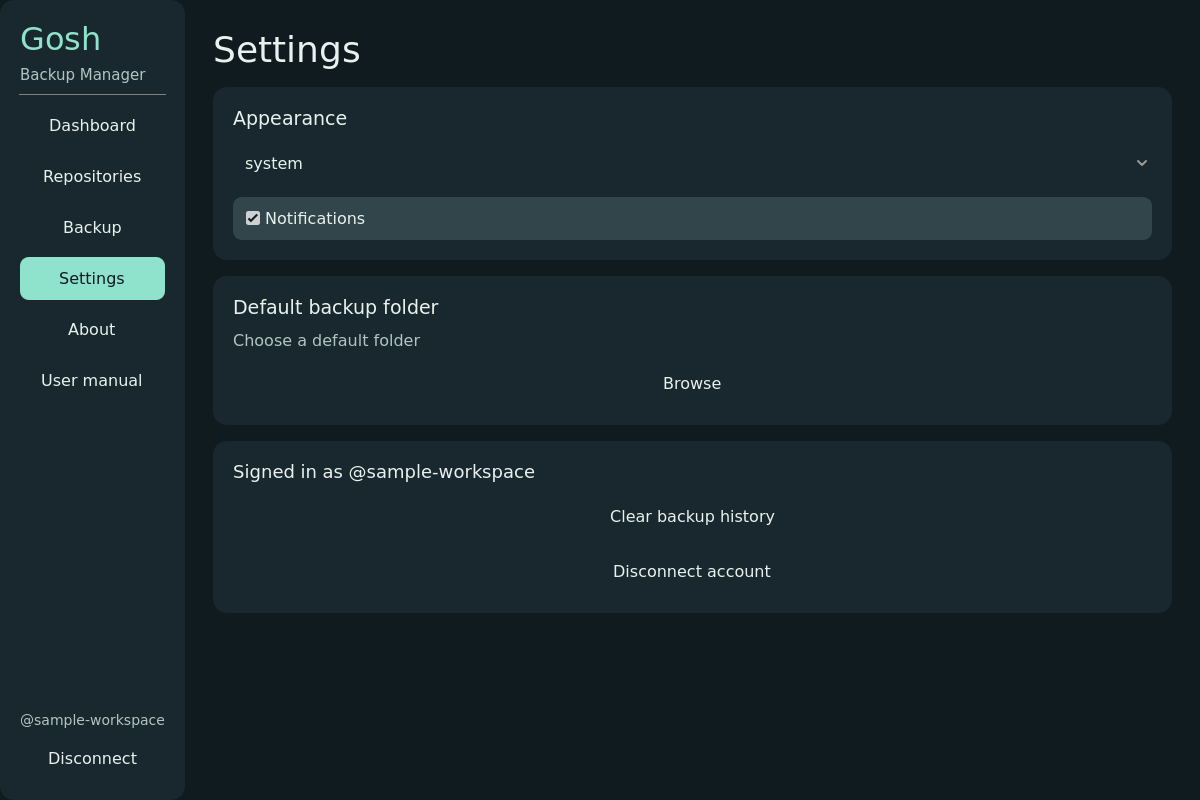 Gosh
Backup Manager
Dashboard
Repositories
Backup
Settings
About
User manual
@sample-workspace
Disconnect
Settings
Appearance
system
Notifications
Default backup folder
Choose a default folder
Browse
Signed in as @sample-workspace
Clear backup history
Disconnect account